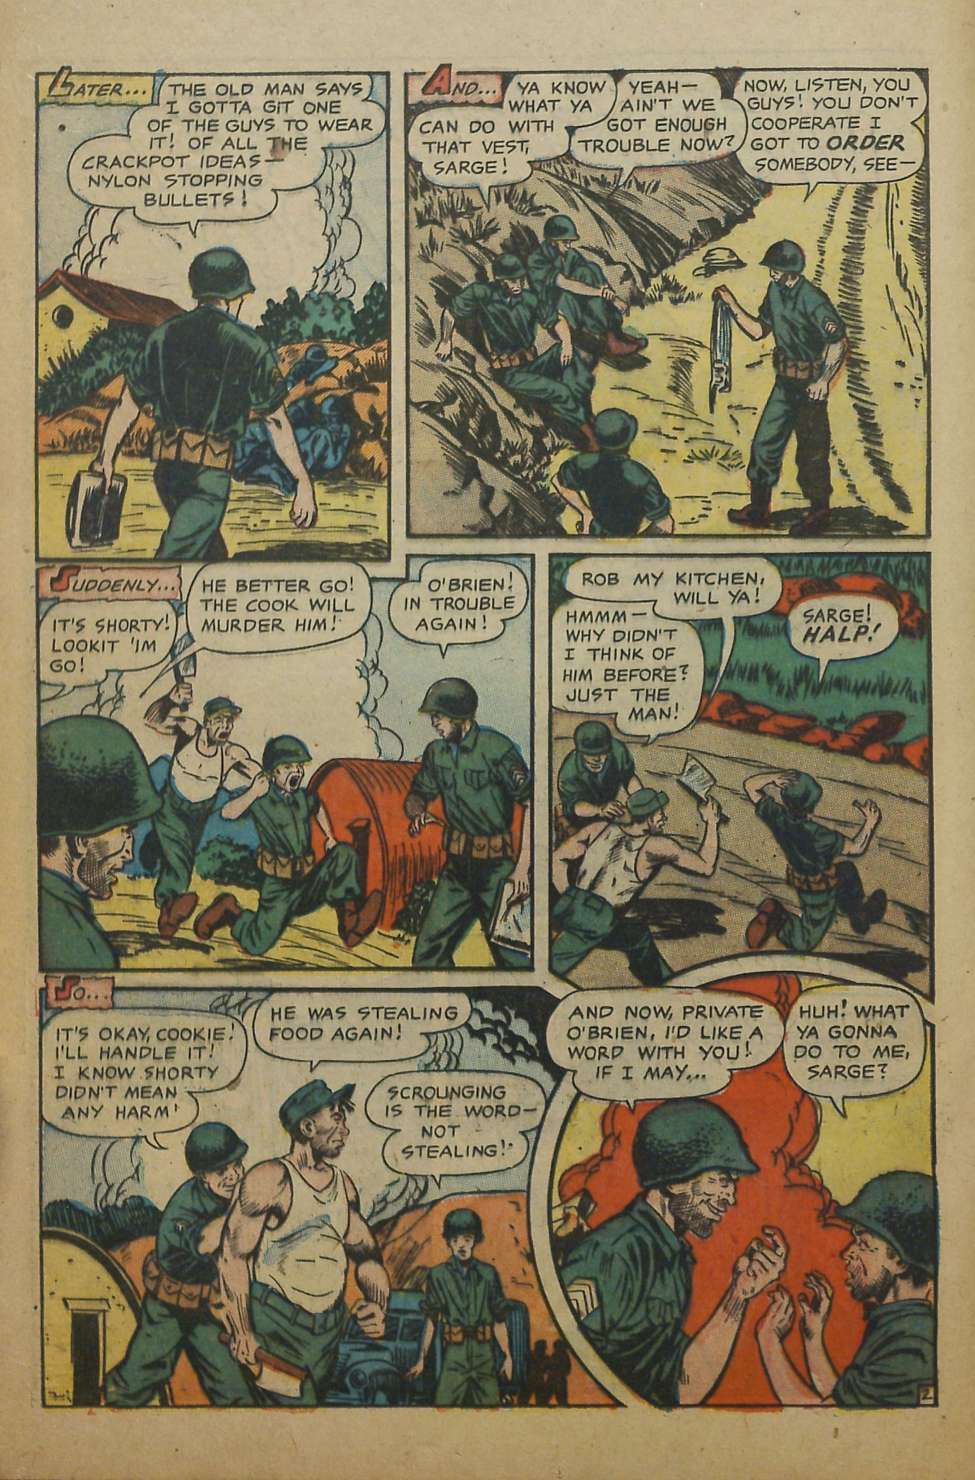 LATER...
THE OLD MAN SAYS
I GOTTA GIT ONE
OF THE GUYS TO WEAR
IT! OF ALL THE
CRACKPOT IDEAS—
NYLON STOPPING
BULLETS!
AND...
YA KNOW
WHAT YA
CAN DO WITH
THAT VEST,
SARGE!
YEAH—
AIN'T WE
GOT ENOUGH
TROUBLE NOW?
NOW, LISTEN, YOU
GUYS! YOU DON'T
COOPERATE I
GOT TO ORDER
SOMEBODY, SEE—
SUDDENLY...
IT'S SHORTY!
LOOKIT 'IM
GO!
HE BETTER GO!
THE COOK WILL
MURDER HIM!
O'BRIEN!
IN TROUBLE
AGAIN!
ROB MY KITCHEN,
WILL YA!
HMMM—
WHY DIDN'T
I THINK OF
HIM BEFORE?
JUST THE
MAN!
SARGE!
HALP!
SO...
IT'S OKAY, COOKIE!
I'LL HANDLE IT!
I KNOW SHORTY
DIDN'T MEAN
ANY HARM!
HE WAS STEALING
FOOD AGAIN!
SCROUNGING
IS THE WORD—
NOT
STEALING!
AND NOW, PRIVATE
O'BRIEN, I'D LIKE A
WORD WITH YOU!
IF I MAY...
HUH! WHAT
YA GONNA
DO TO ME,
SARGE?
2